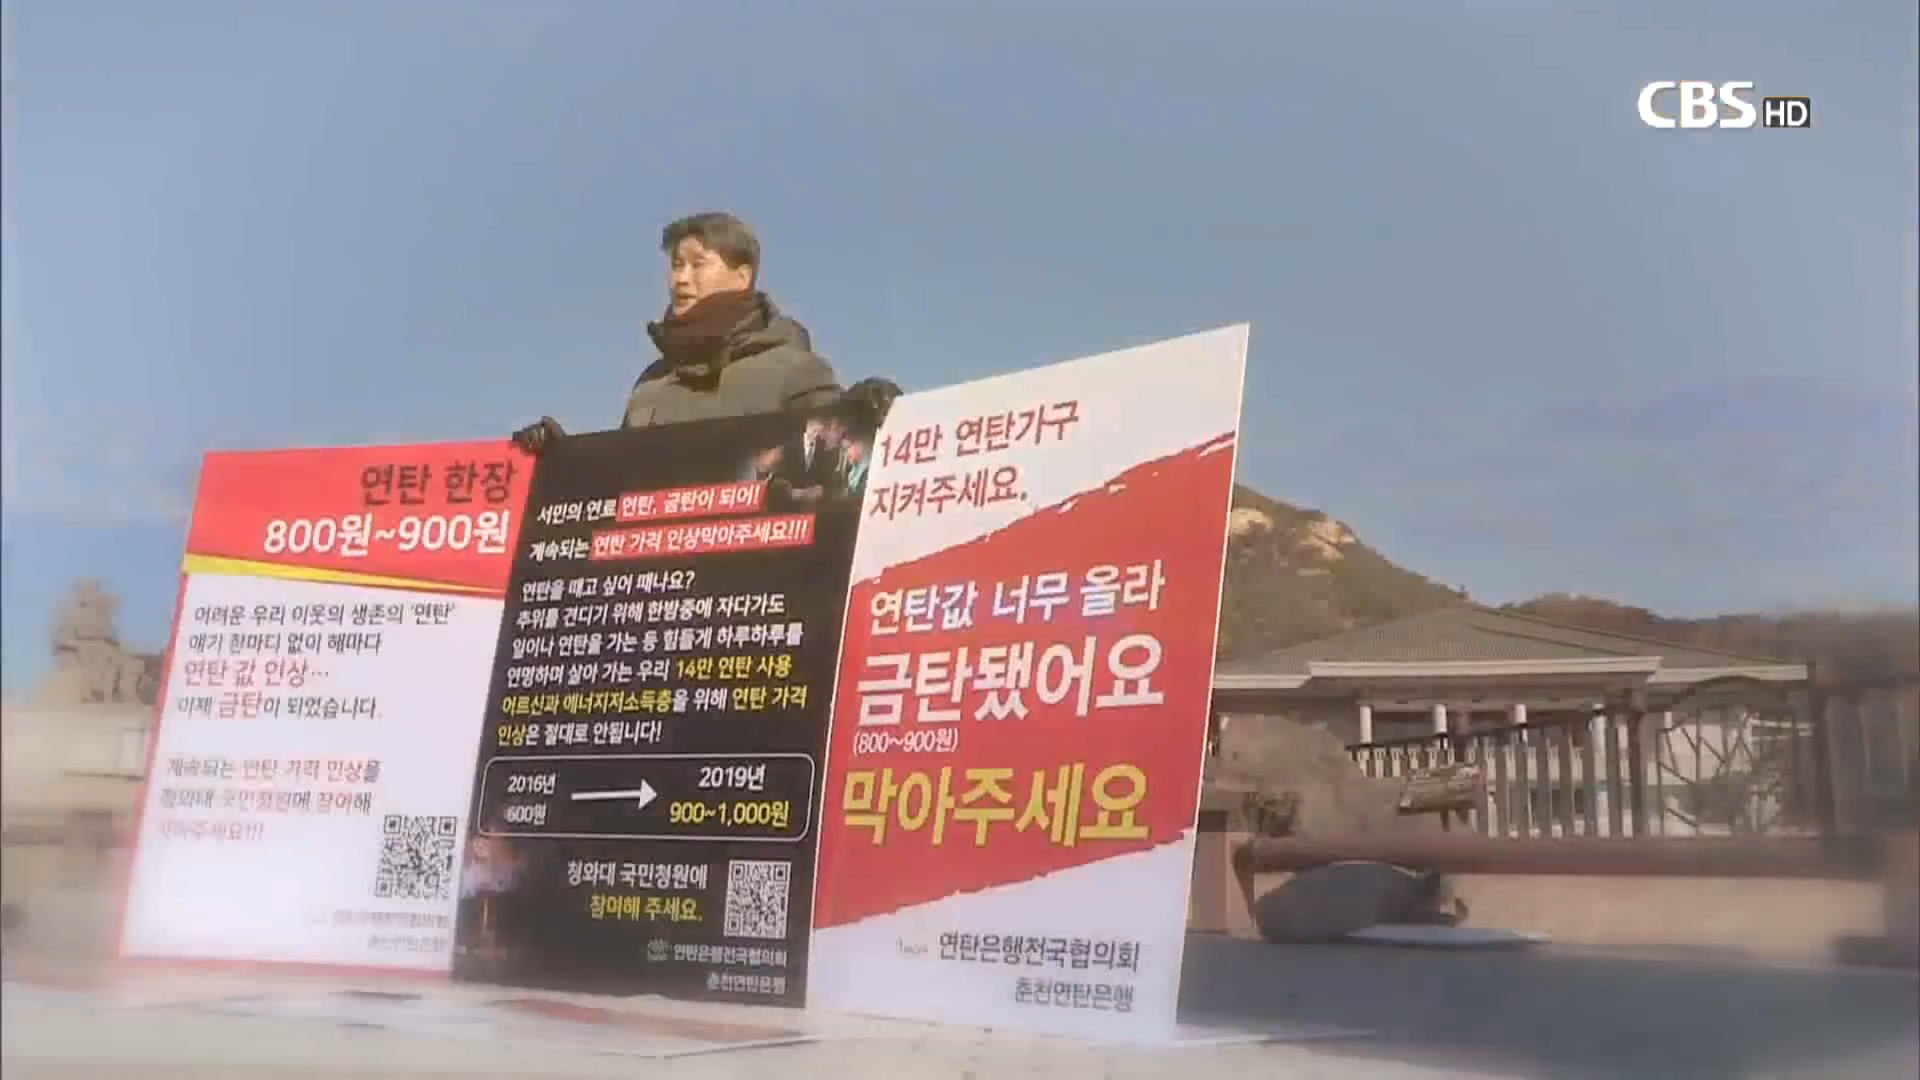 CBS HD
연탄 한장
800원~900원
어려운 우리 이웃의 생존의 '연탄'
얘기 한마디 없이 해마다
연탄 값 인상…
이제 금탄이 되었습니다.
계속되는 연탄 가격 인상을
청와대 국민청원에 참여해
막아주세요!!!
서민의 연료 연탄, 금탄이 되어!
계속되는 연탄 가격 인상막아주세요!!!
연탄을 때고 싶어 때나요?
추위를 견디기 위해 한밤중에 자다가도
일어나 연탄을 가는 등 힘들게 하루하루를
연명하며 살아 가는 우리 14만 연탄 사용
어르신과 에너지저소득층을 위해 연탄 가격
인상은 절대로 안됩니다!
2016년
600원
2019년
900~1,000원
청와대 국민청원에
참여해 주세요.
연탄은행전국협의회
춘천연탄은행
14만 연탄가구
지켜주세요.
연탄값 너무 올라
금탄됐어요
(800~900원)
막아주세요
연탄은행전국협의회
춘천연탄은행